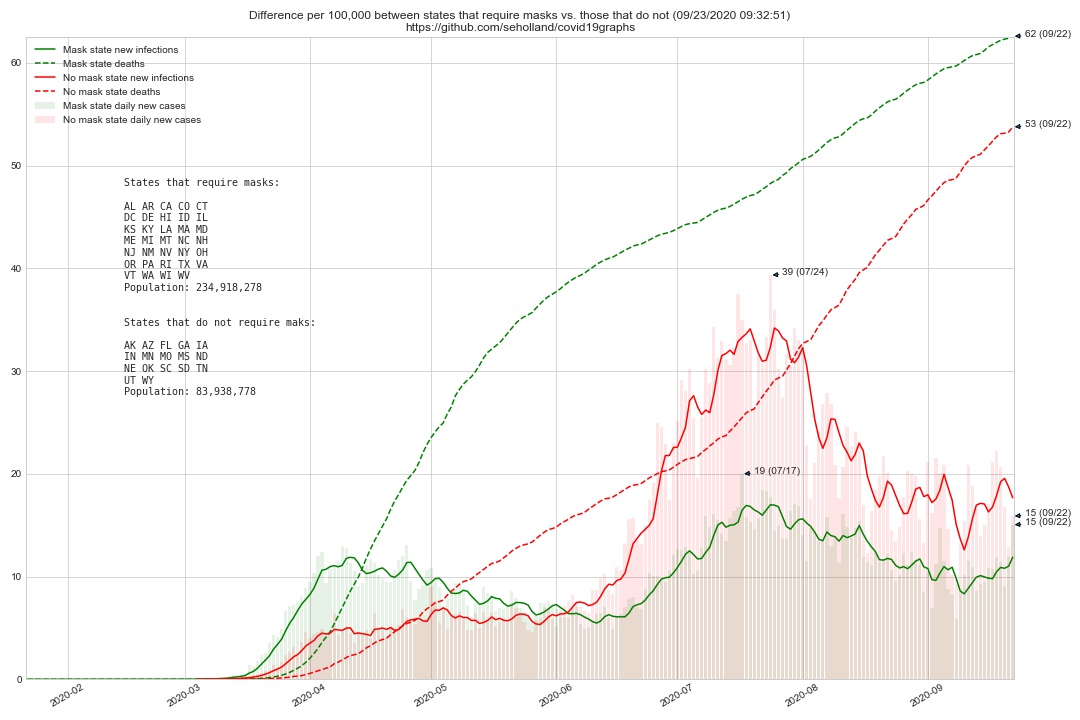 Difference per 100,000 between states that require masks vs. those that do not (09/23/2020 09:32:51)
https://github.com/seholland/covid19graphs
Mask state new infections
Mask state deaths
No mask state new infections
No mask state deaths
Mask state daily new cases
No mask state daily new cases
62 (09/22)
53 (09/22)
60
50
40
30
20
10
0
States that require masks:
AL AR CA CO CT
DC DE HI ID IL
KS KY LA MA MD
ME MI MT NC NH
NJ NM NV NY OH
OR PA RI TX VA
VT WA WI WV
Population: 234,918,278
States that do not require maks:
AK AZ FL GA IA
IN MN MO MS ND
NE OK SC SD TN
UT WY
Population: 83,938,778
39 (07/24)
19 (07/17)
15 (09/22)
15 (09/22)
2020-02
2020-03
2020-04
2020-05
2020-06
2020-07
2020-08
2020-09